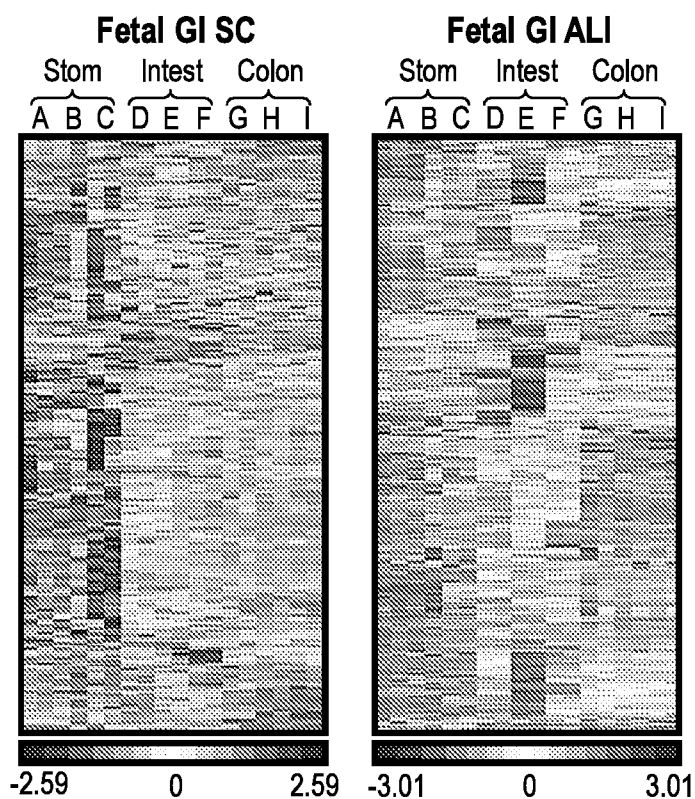 Fetal GI SC
Stom Intest Colon
A B C D E F G H I
-2.59 0 2.59
Fetal GI ALI
Stom Intest Colon
A B C D E F G H I
-3.01 0 3.01